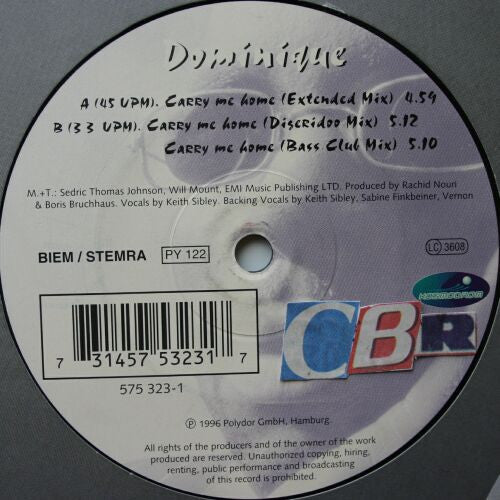 Dominique
A (45 UPM). Carry me home (Extended Mix) 4.59
B (33 UPM). Carry me home (Digeridoo Mix) 5.12
Carry me home (Bass Club Mix) 5.10
M.+T.: Sedric Thomas Johnson, Will Mount, EMI Music Publishing LTD. Produced by Rachid Nouri
& Boris Bruchhaus. Vocals by Keith Sibley. Backing Vocals by Keith Sibley, Sabine Finkbeiner, Vernon
BIEM / STEMRA PY 122
LC 3608
KOSMODROM
CBR
7 31457 53231 7
575 323-1
℗ 1996 Polydor GmbH, Hamburg.
All rights of the producers and of the owner of the work
produced are reserved. Unauthorized copying, hiring,
renting, public performance and broadcasting
of this record is prohibited.